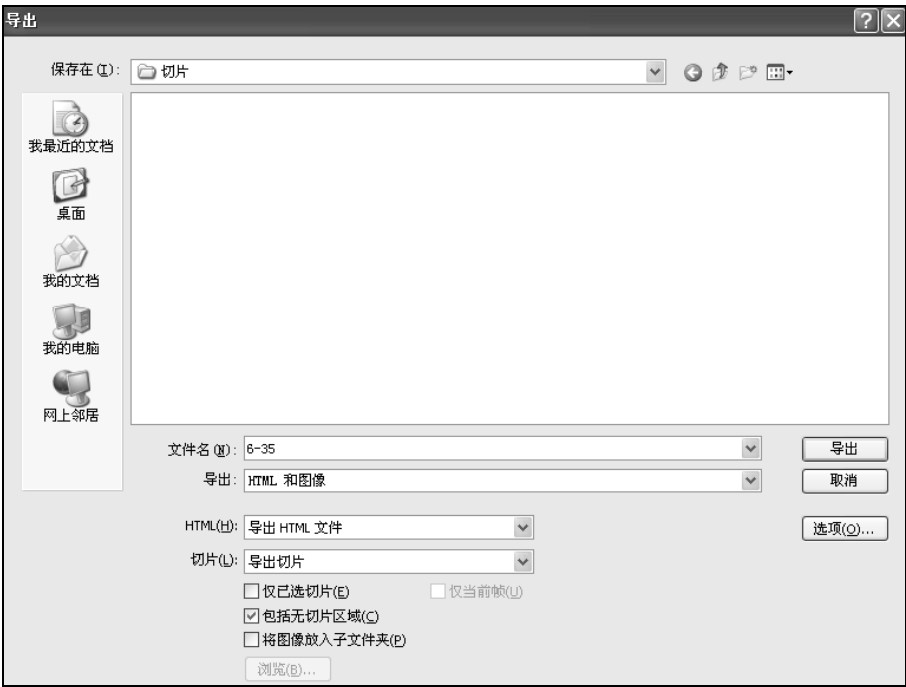 导出
保存在(I):
切片
我最近的文档
桌面
我的文档
我的电脑
网上邻居
文件名(N): 6-35
导出
导出: HTML 和图像
取消
HTML(H): 导出 HTML 文件
选项(O)...
切片(L): 导出切片
仅已选切片(E) 仅当前帧(U)
包括无切片区域(C)
将图像放入子文件夹(P)
浏览(B)...